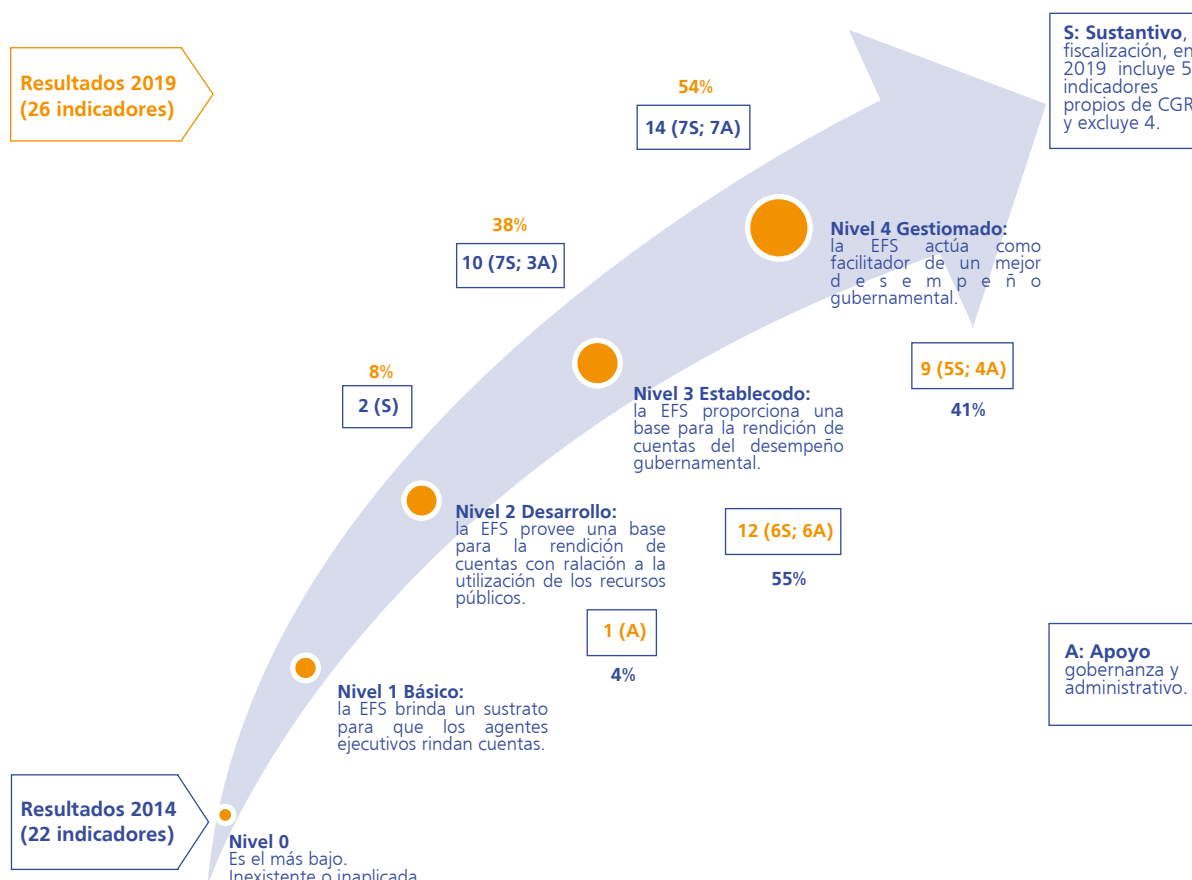 Resultados 2019
(26 indicadores)
54%
14 (7S; 7A)
S: Sustantivo,
fiscalización, en
2019 incluye 5
indicadores
propios de CGR
y excluye 4.
38%
10 (7S; 3A)
Nivel 4 Gestiomado:
la EFS actúa como
facilitador de un mejor
desempeño
gubernamental.
8%
2 (S)
9 (5S; 4A)
41%
Nivel 3 Establecodo:
la EFS proporciona una
base para la rendición de
cuentas del desempeño
gubernamental.
Nivel 2 Desarrollo:
la EFS provee una base
para la rendición de
cuentas con ralación a la
utilización de los recursos
públicos.
12 (6S; 6A)
55%
1 (A)
4%
A: Apoyo
gobernanza y
administrativo.
Nivel 1 Básico:
la EFS brinda un sustrato
para que los agentes
ejecutivos rindan cuentas.
Resultados 2014
(22 indicadores)
Nivel 0
Es el más bajo.
Inexistente o inaplicada